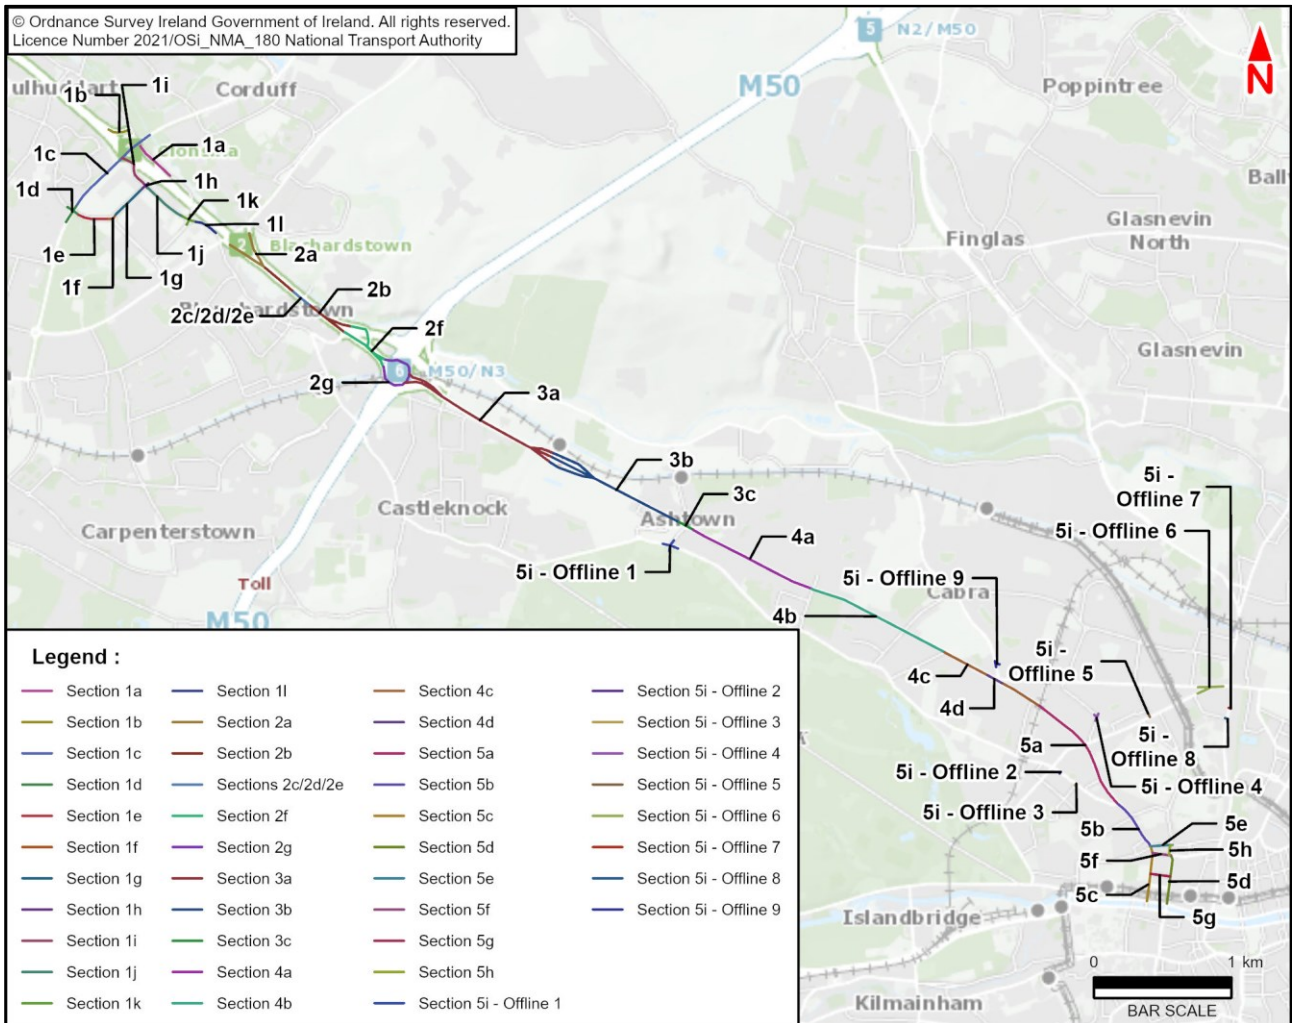 © Ordnance Survey Ireland Government of Ireland. All rights reserved.
Licence Number 2021/OSi_NMA_180 National Transport Authority
5
N2/M50
N
M50
Poppintree
Corduff
1i
1b
1a
1c
1d
1h
1k
1l
1e
1j
1f
1g
2
Blanchardstown
2a
Bally
Glasnevin
North
Finglas
2b
2c/2d/2e
Blanchardstown
2f
6
M50/N3
2g
Glasnevin
3a
3b
3c
Castleknock
Ashtown
Carpenterstown
4a
5i - Offline 1
Toll
M50
5i -
Offline 7
5i - Offline 6
5i - Offline 9
Cabra
4b
5i -
Offline 5
4c
4d
5i -
Offline 8
5a
5i - Offline 2
5i - Offline 4
5i - Offline 3
5b
5e
5f
5h
5c
5d
5g
Islandbridge
Kilmainham
0
1 km
BAR SCALE
Legend :
Section 1a
Section 1b
Section 1c
Section 1d
Section 1e
Section 1f
Section 1g
Section 1h
Section 1i
Section 1j
Section 1k
Section 1l
Section 2a
Section 2b
Sections 2c/2d/2e
Section 2f
Section 2g
Section 3a
Section 3b
Section 3c
Section 4a
Section 4b
Section 4c
Section 4d
Section 5a
Section 5b
Section 5c
Section 5d
Section 5e
Section 5f
Section 5g
Section 5h
Section 5i - Offline 1
Section 5i - Offline 2
Section 5i - Offline 3
Section 5i - Offline 4
Section 5i - Offline 5
Section 5i - Offline 6
Section 5i - Offline 7
Section 5i - Offline 8
Section 5i - Offline 9